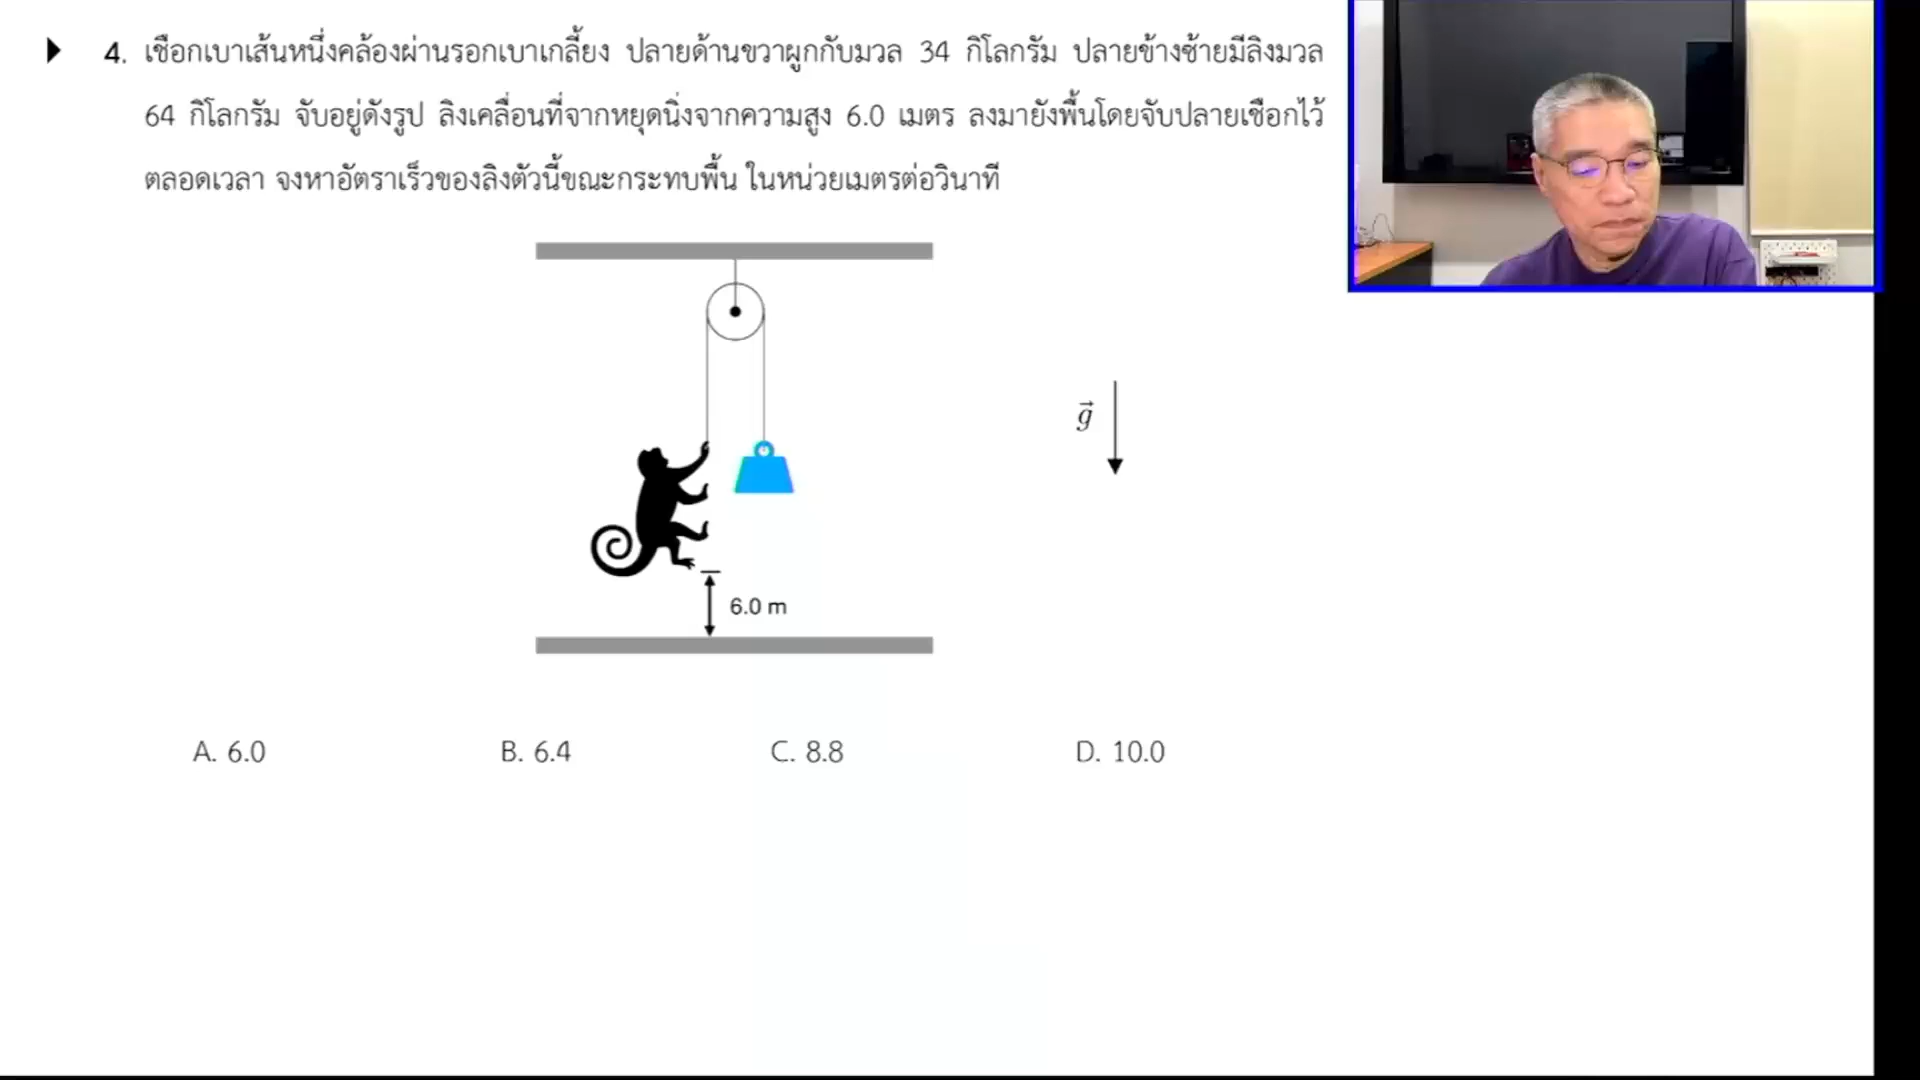 4. เชือกเบาเส้นหนึ่งคล้องผ่านรอกเบาเกลี้ยง ปลายด้านขวาผูกกับมวล 34 กิโลกรัม ปลายข้างซ้ายมีลิงมวล
64 กิโลกรัม จับอยู่ดังรูป ลิงเคลื่อนที่จากหยุดนิ่งจากความสูง 6.0 เมตร ลงมายังพื้นโดยจับปลายเชือกไว้
ตลอดเวลา จงหาอัตราเร็วของลิงตัวนี้ขณะกระทบพื้น ในหน่วยเมตรต่อวินาที
g
6.0 m
A. 6.0 B. 6.4 C. 8.8 D. 10.0